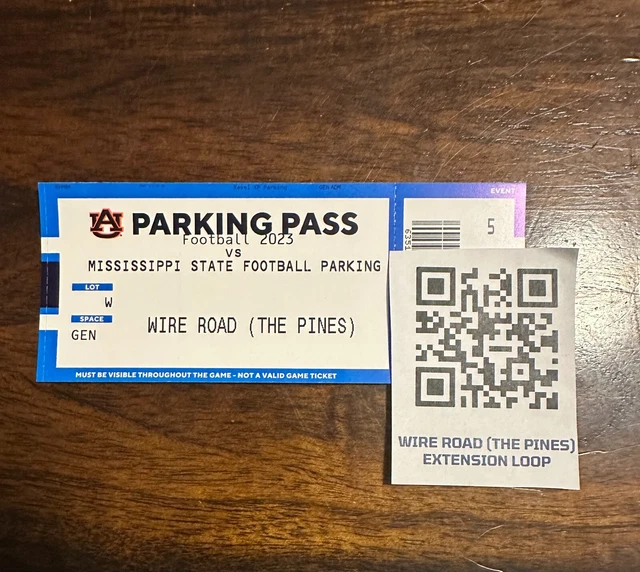 EVENT
PARKING PASS
Football 2023
VS
MISSISSIPPI STATE FOOTBALL PARKING
LOT
W
SPACE
GEN
WIRE ROAD (THE PINES)
MUST BE VISIBLE THROUGHOUT THE GAME - NOT A VALID GAME TICKET
5
6351
WIRE ROAD (THE PINES)
EXTENSION LOOP